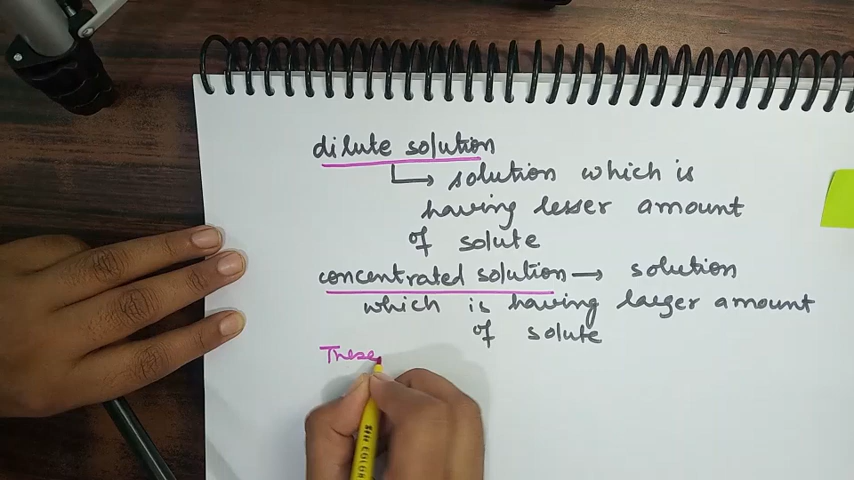 dilute solution
solution which is
having lesser amount
of solute
concentrated solution → solution
which is having larger amount
of solute
These